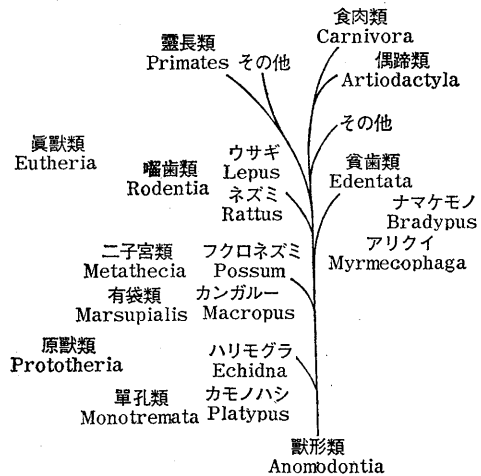 食肉類
Carnivora
靈長類 その他
Primates
偶蹄類
Artiodactyla
その他
眞獸類
Eutheria
囓歯類
Rodentia
ウサギ
Lepus
ネズミ
Rattus
貧歯類
Edentata
ナマケモノ
Bradypus
アリクイ
Myrmecophaga
二子宮類
Metathecia
フクロネズミ
Possum
有袋類
Marsupialis
カンガルー
Macropus
原獸類
Prototheria
ハリモグラ
Echidna
單孔類
Monotremata
カモノハシ
Platypus
獸形類
Anomodontia